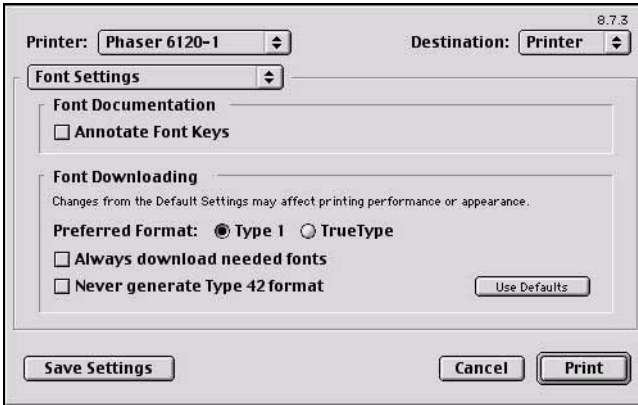 8.7.3
Printer: Phaser 6120-1 Destination: Printer
Font Settings
Font Documentation
Annotate Font Keys
Font Downloading
Changes from the Default Settings may affect printing performance or appearance.
Preferred Format: Type 1 TrueType
Always download needed fonts
Never generate Type 42 format Use Defaults
Save Settings Cancel Print